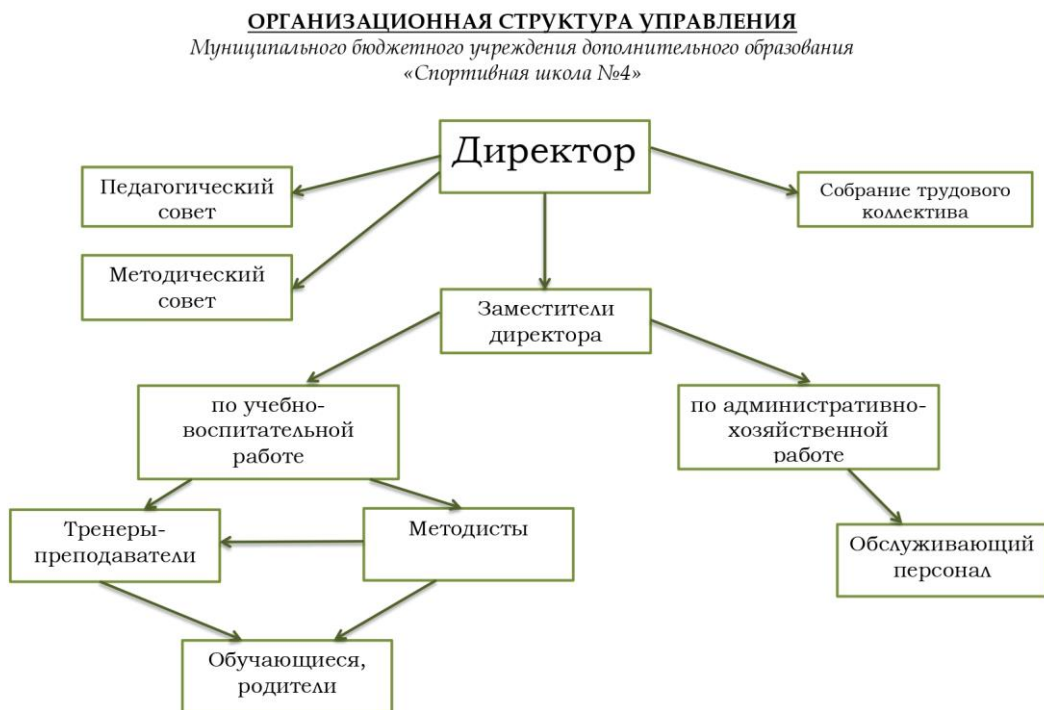 ОРГАНИЗАЦИОННАЯ СТРУКТУРА УПРАВЛЕНИЯ
Муниципального бюджетного учреждения дополнительного образования
«Спортивная школа №4»
Директор
Педагогический
совет
Собрание трудового
коллектива
Методический
совет
Заместители
директора
по учебно-
воспитательной
работе
по административно-
хозяйственной
работе
Тренеры-
преподаватели
Методисты
Обслуживающий
персонал
Обучающиеся,
родители